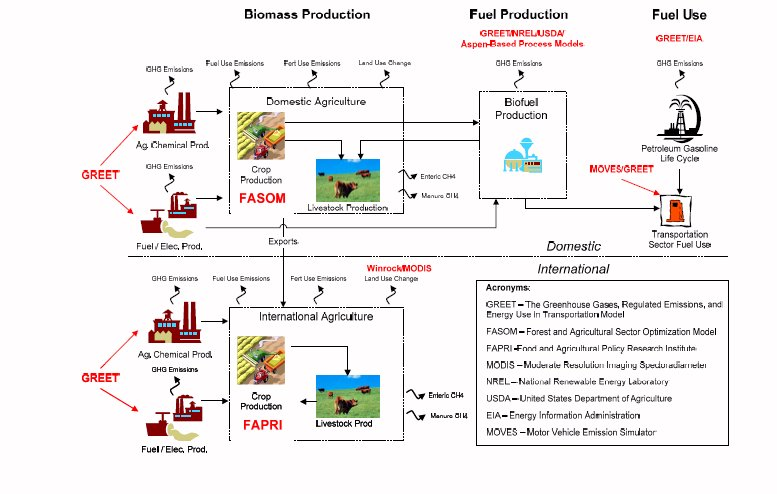 Biomass Production
Fuel Production
Fuel Use
GREET/NREL/USDA/
Aspen-Based Process Models
GREET/EIA
GHG Emissions
Fuel Use Emissions
Fert Use Emissions
Land Use Change
GHG Emissions
GHG Emissions
Domestic Agriculture
Biofuel
Production
Ag. Chemical Prod.
Petroleum Gasoline
Life Cycle
GHG Emissions
GREET
Crop
Production
FASOM
Livestock Production
Enteric CH4
Manure CH4
MOVES/GREET
Fuel / Elec. Prod.
Exports
Transportation
Sector Fuel Use
Domestic
International
Winrock/MODIS
GHG Emissions
Fuel Use Emissions
Fert Use Emissions
Land Use Change
International Agriculture
Ag. Chemical Prod.
GHG Emissions
GREET
Crop
Production
FAPRI
Livestock Prod
Enteric CH4
Manure CH4
Fuel / Elec. Prod.
Acronyms:
GREET – The Greenhouse Gases, Regulated Emissions, and
Energy Use In Transportation Model
FASOM – Forest and Agricultural Sector Optimization Model
FAPRI –Food and Agricultural Policy Research Institute
MODIS – Moderate Resolution Imaging Spectoradiameter
NREL – National Renewable Energy Laboratory
USDA – United States Department of Agriculture
EIA – Energy Information Administration
MOVES – Motor Vehicle Emission Simulator